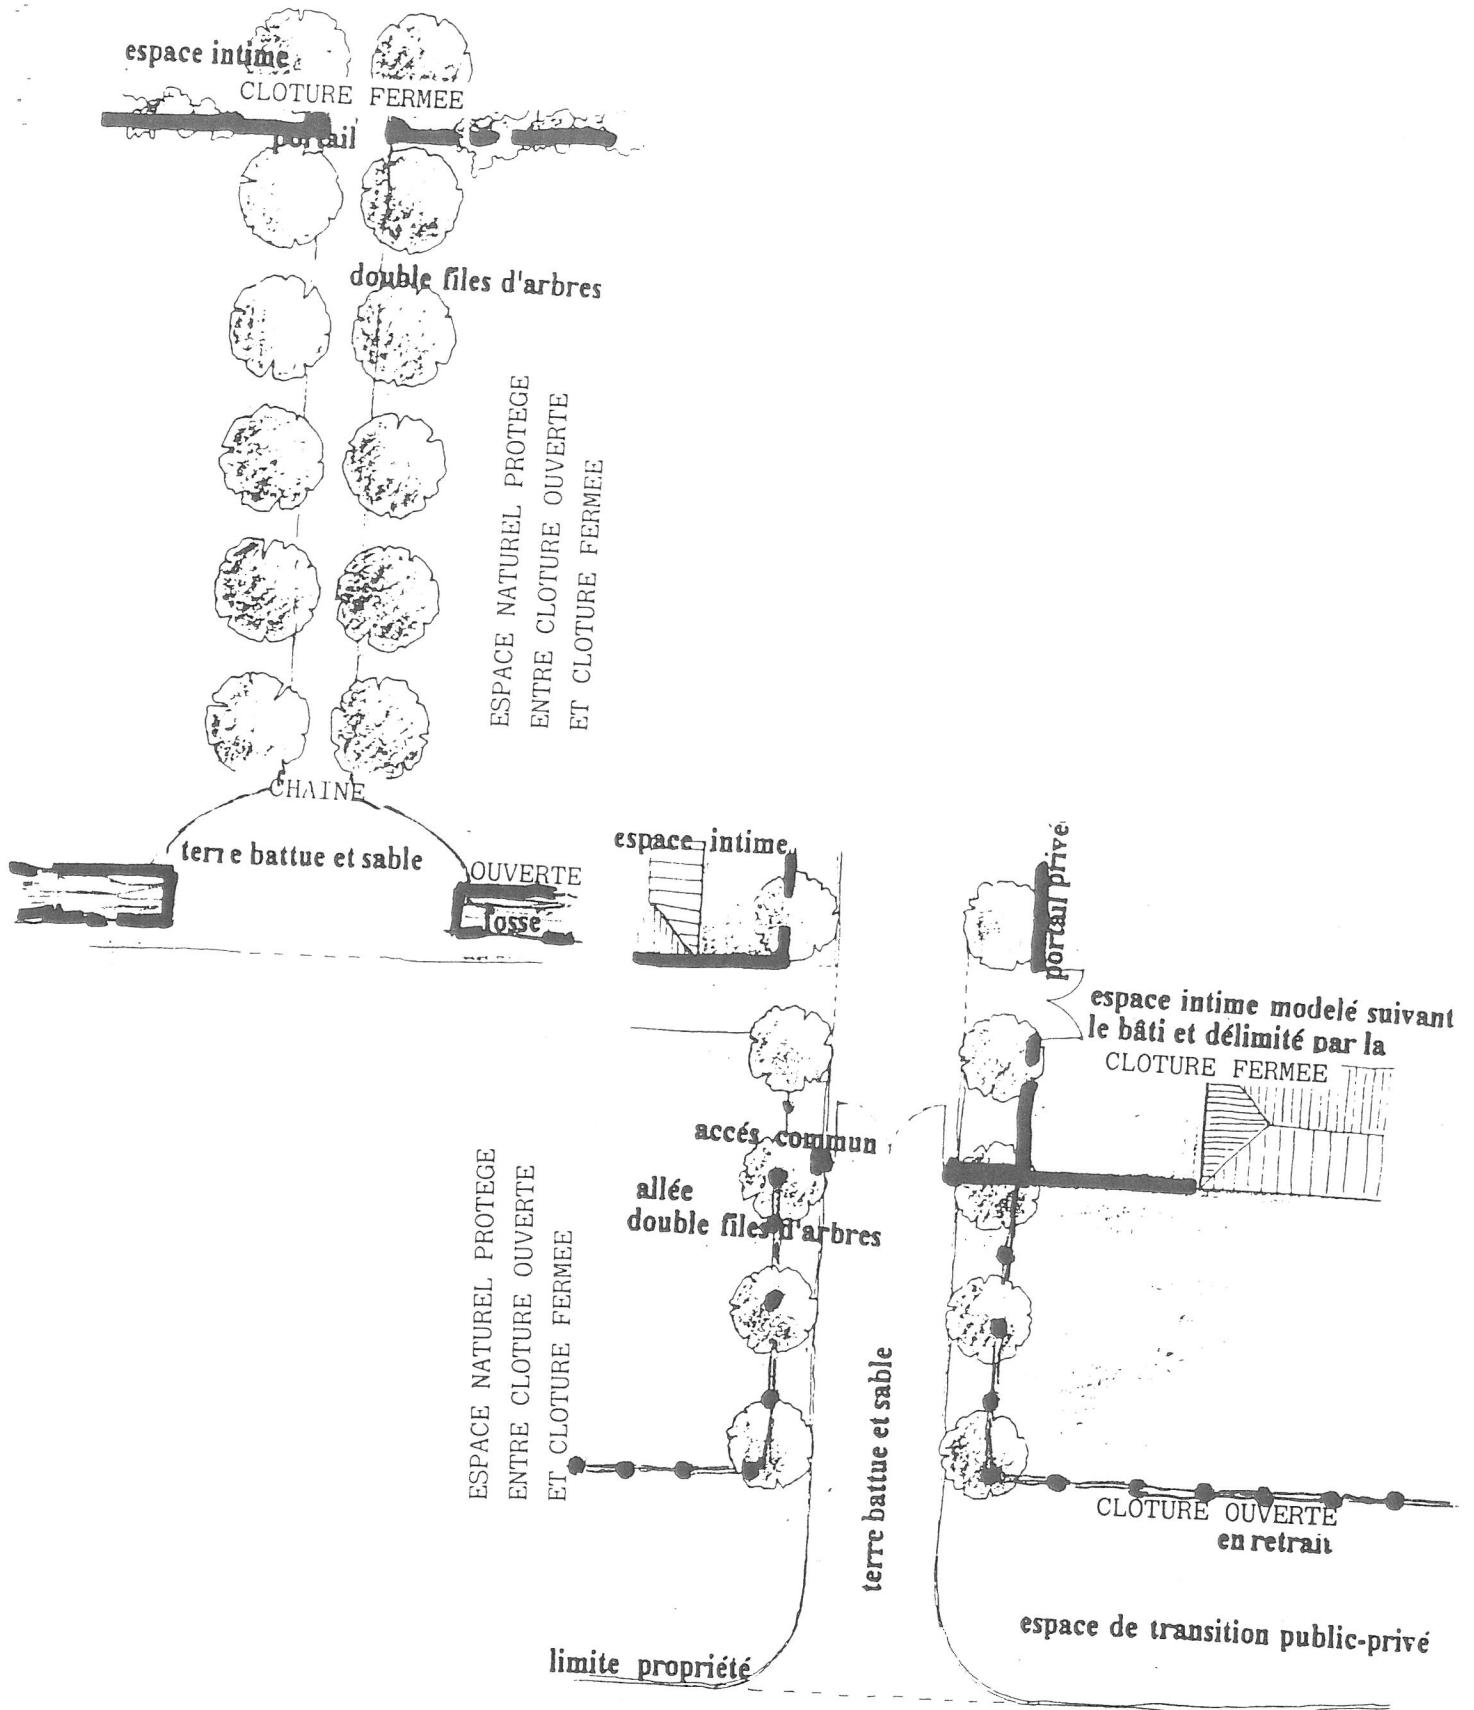 espace intime
CLOTURE FERMEE
portail
double files d'arbres
ESPACE NATUREL PROTEGE
ENTRE CLOTURE OUVERTE
ET CLOTURE FERMEE
CHAINE
terre battue et sable
OUVERTE
fosse
espace intime
portail privé
espace intime modelé suivant
le bâti et délimité par la
CLOTURE FERMEE
accés commun
allée
double files d'arbres
ESPACE NATUREL PROTEGE
ENTRE CLOTURE OUVERTE
ET CLOTURE FERMEE
terre battue et sable
CLOTURE OUVERTE
en retrait
espace de transition public-privé
limite propriété